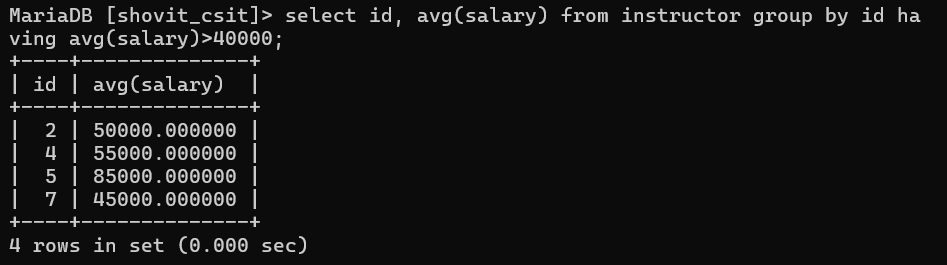 MariaDB [shovit_csit]> select id, avg(salary) from instructor group by id ha
ving avg(salary)>40000;
+----+--------------+
| id | avg(salary)  |
+----+--------------+
|  2 | 50000.000000 |
|  4 | 55000.000000 |
|  5 | 85000.000000 |
|  7 | 45000.000000 |
+----+--------------+
4 rows in set (0.000 sec)